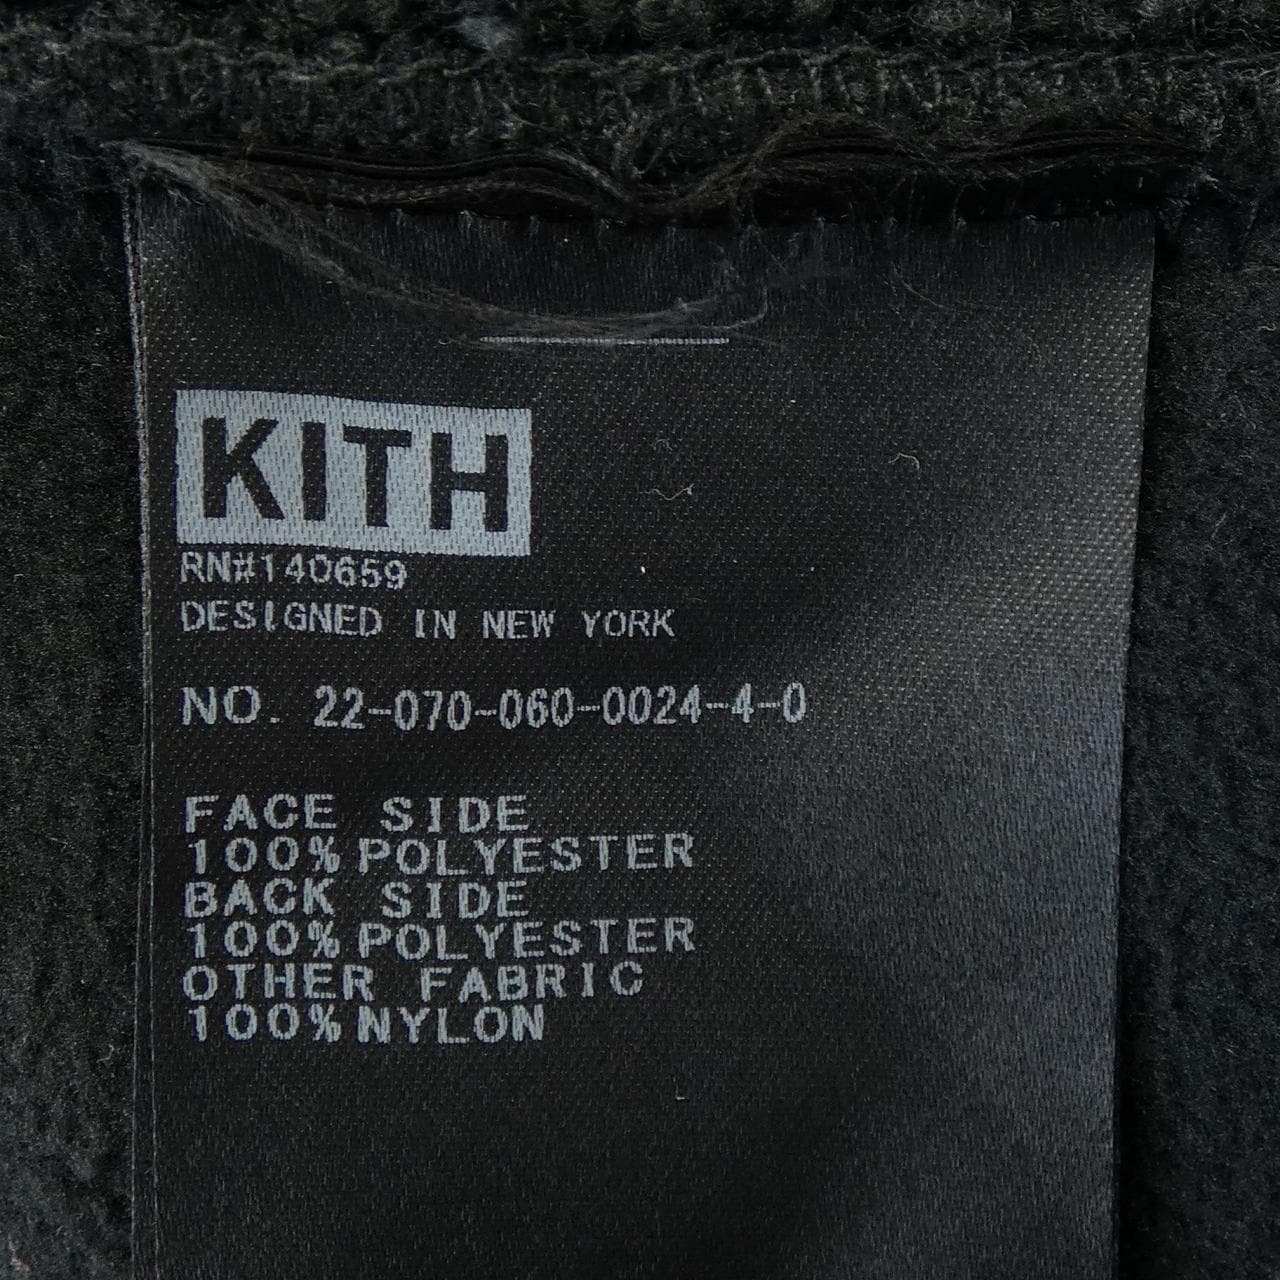 KITH
RN#140659
DESIGNED IN NEW YORK
NO. 22-070-060-0024-4-0
FACE SIDE
100%POLYESTER
BACK SIDE
100%POLYESTER
OTHER FABRIC
100%NYLON